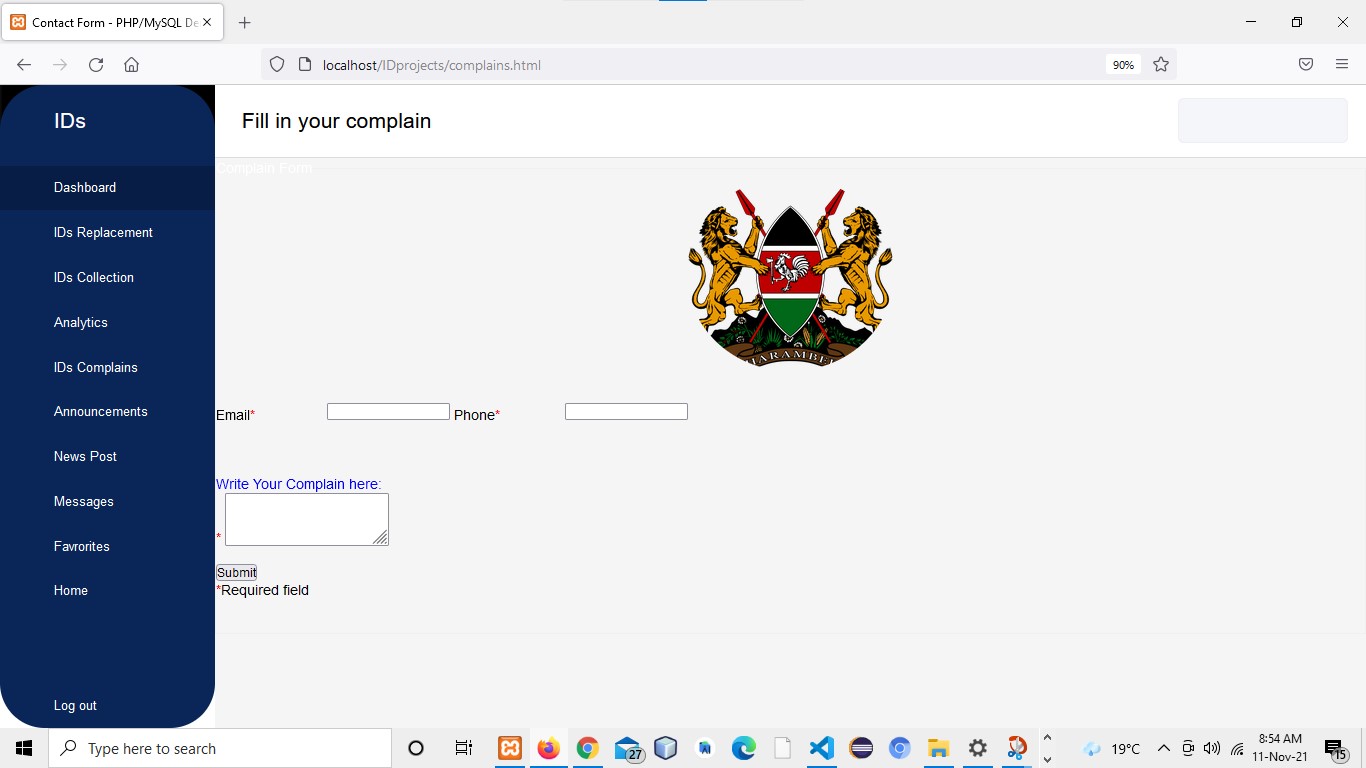 Contact Form - PHP/MySQL De
localhost/IDprojects/complains.html
90%
IDs
Fill in your complain
Complain Form
Dashboard
IDs Replacement
IDs Collection
Analytics
IDs Complains
Announcements
News Post
Messages
Favrorites
Home
Log out
HARAMBEE
Email*
Phone*
Write Your Complain here:
*
Submit
*Required field
Type here to search
27
19°C
8:54 AM
11-Nov-21
15